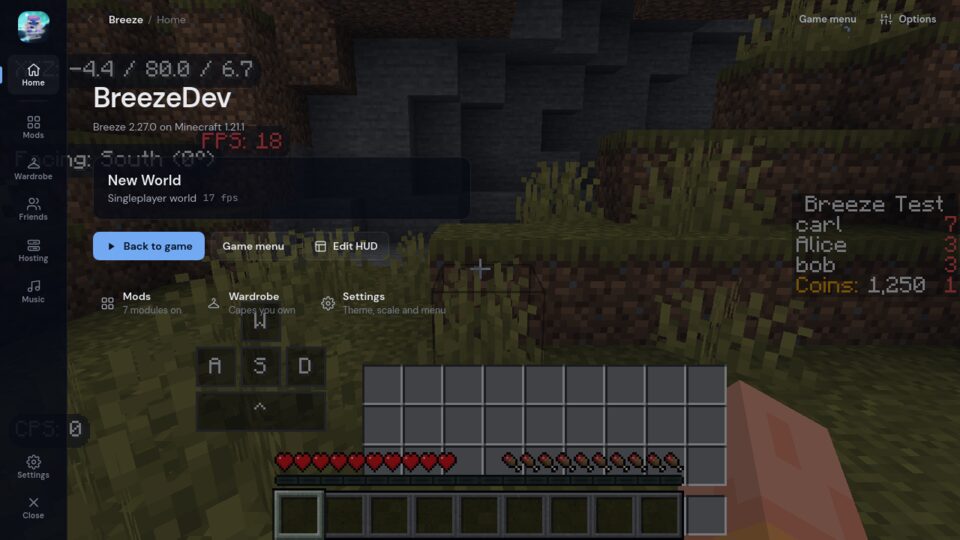 Breeze / Home
Game menu
Options
-4.4 / 80.0 / 6.7
Home
BreezeDev
Breeze 2.27.0 on Minecraft 1.21.1
FPS: 18
Mods
Facing: South (0°)
Wardrobe
New World
Singleplayer world 17 fps
Friends
Breeze Test
carl 7
Alice 3
bob 3
Coins: 1,250 1
Hosting
Back to game
Game menu
Edit HUD
Music
Mods
7 modules on
Wardrobe
Capes you own
Settings
Theme, scale and menu
W
A S D
^
CPS: 0
Settings
Close